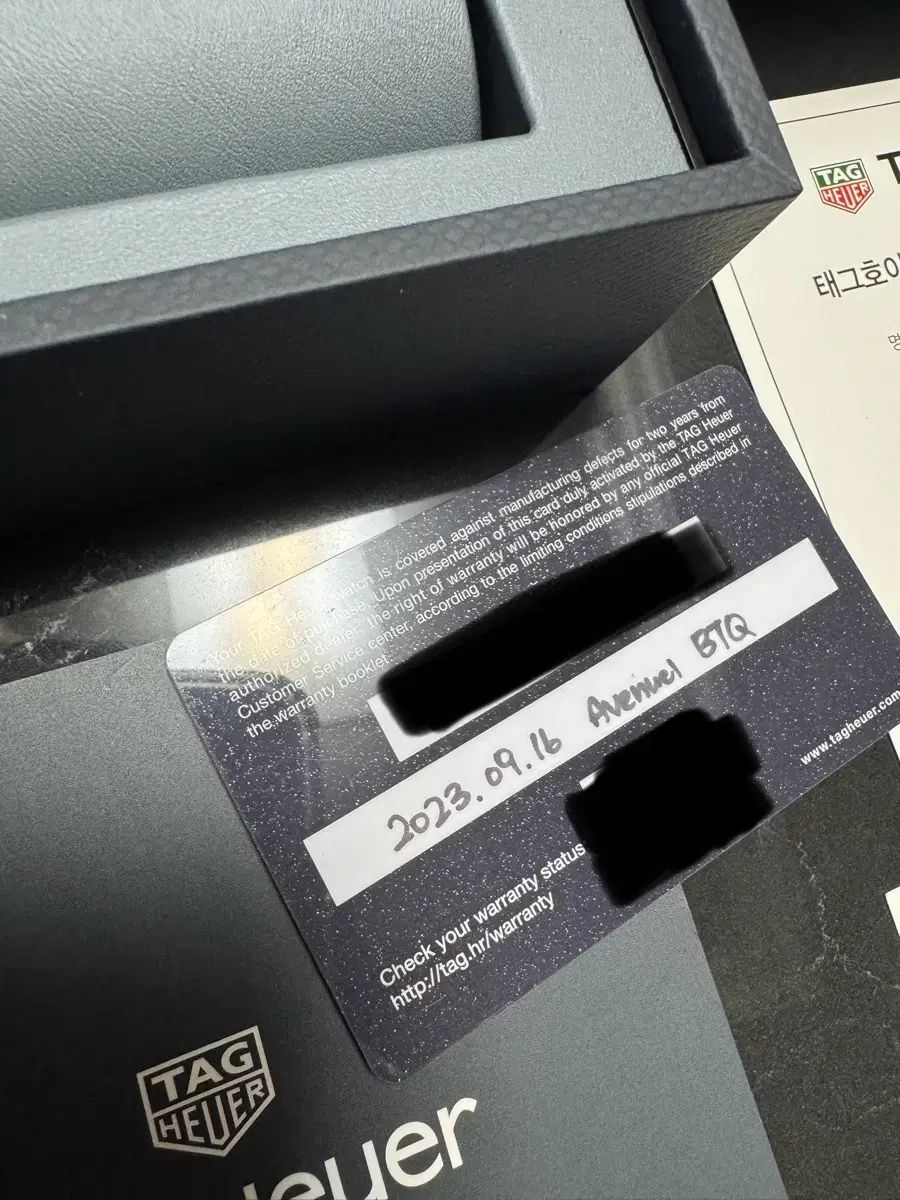 TAG
HEUER
태그호이
명
Your TAG Heuer watch is covered against manufacturing defects for two years from
the date of purchase. Upon presentation of this card duly activated by the TAG Heuer
authorized dealer, the right of warranty will be honored by any official TAG Heuer
Customer Service center, according to the limiting conditions stipulations described in
the warranty booklet.
2023.09.16 Avenuel BTQ
www.tagheuer.com
Check your warranty status
http://tag.hr/warranty
TAG
HEUER
euer